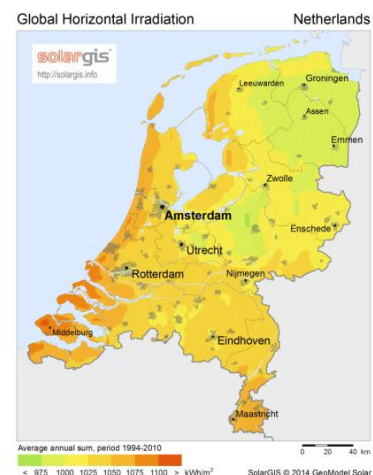 Global Horizontal Irradiation Netherlands
solargis
http://solargis.info
Leeuwarden
Groningen
Assen
Emmen
Zwolle
Amsterdam
Enschede
Utrecht
Rotterdam
Nijmegen
Middelburg
Eindhoven
Maastricht
Average annual sum, period 1994-2010
0 20 40 km
< 975 1000 1025 1050 1075 1100 > kWh/m²
SolarGIS © 2014 GeoModel Solar